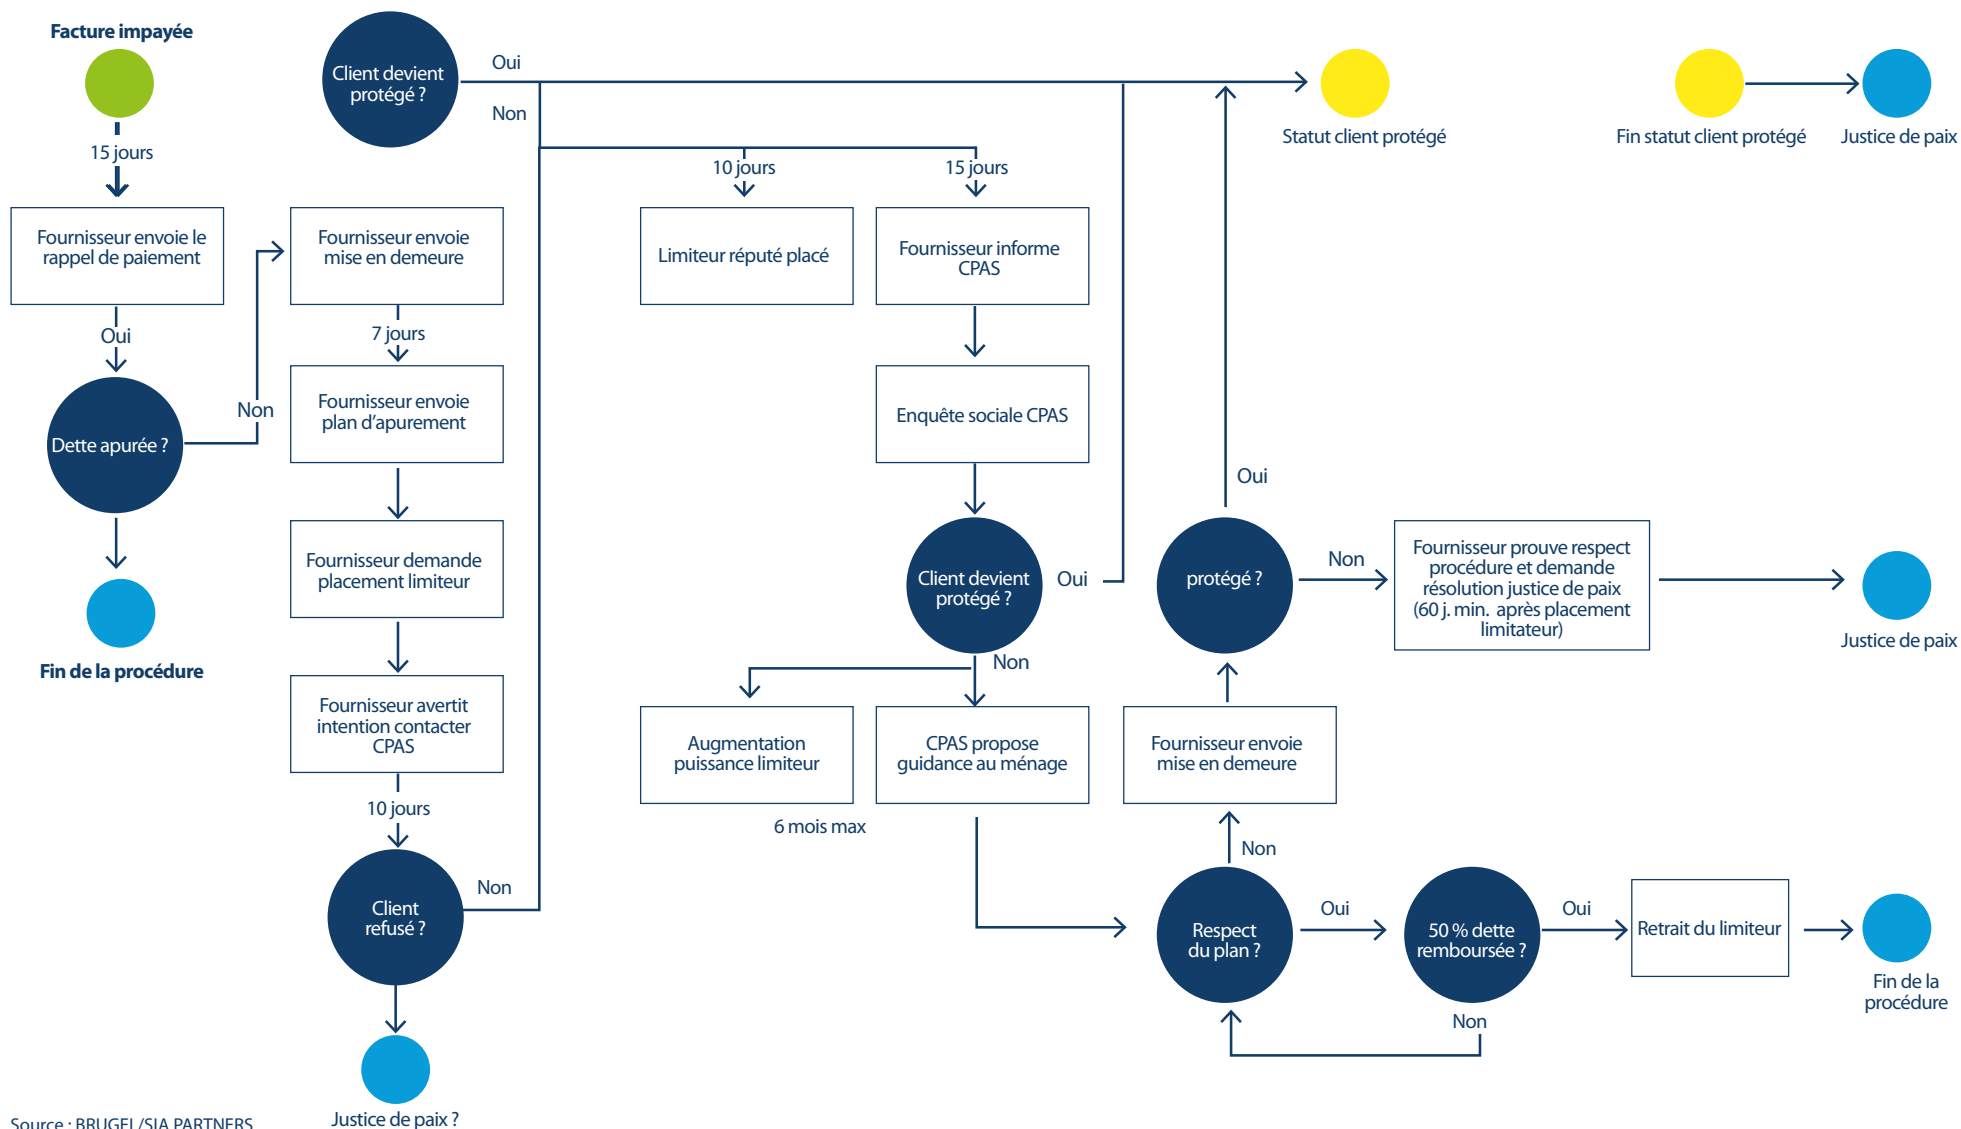 Facture impayée
15 jours
Fournisseur envoie le
rappel de paiement
Oui
Dette apurée ?
Non
Fin de la procédure
Fournisseur envoie
mise en demeure
7 jours
Fournisseur envoie
plan d'apurement
Fournisseur demande
placement limiteur
Fournisseur avertit
intention contacter
CPAS
10 jours
Client
refusé ?
Non
Justice de paix ?
Client devient
protégé ?
Oui
Non
10 jours
15 jours
Limiteur réputé placé
Fournisseur informe
CPAS
Enquête sociale CPAS
Client devient
protégé ?
Oui
Non
Augmentation
puissance limiteur
CPAS propose
guidance au ménage
6 mois max
Respect
du plan ?
Non
Fournisseur envoie
mise en demeure
protégé ?
Oui
Non
Fournisseur prouve respect
procédure et demande
résolution justice de paix
(60 j. min. après placement
limitateur)
Justice de paix
Oui
50 % dette
remboursée ?
Non
Oui
Retrait du limiteur
Fin de la
procédure
Statut client protégé
Fin statut client protégé
Justice de paix
Source : BRUGEL/SIA PARTNERS